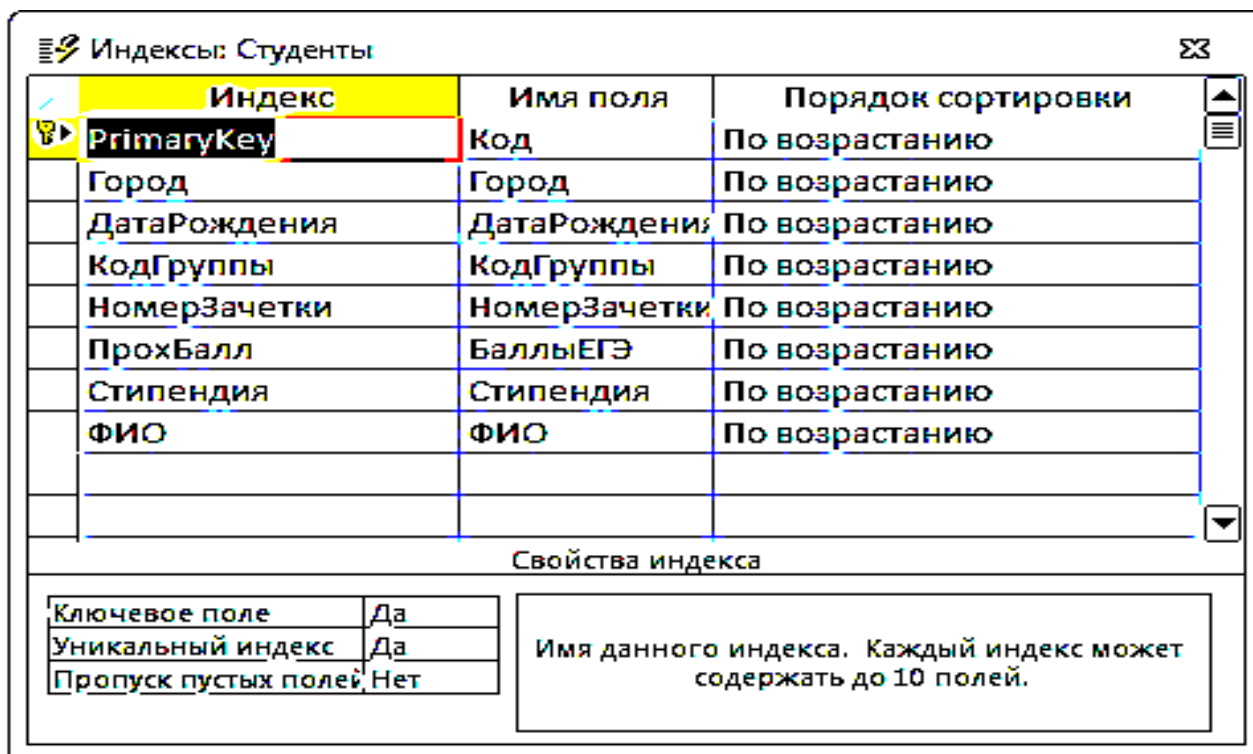 Индексы: Студенты
Индекс Имя поля Порядок сортировки
PrimaryKey Код По возрастанию
Город Город По возрастанию
ДатаРождения ДатаРождения По возрастанию
КодГруппы КодГруппы По возрастанию
НомерЗачетки НомерЗачетки По возрастанию
ПрохБалл БаллыЕГЭ По возрастанию
Стипендия Стипендия По возрастанию
ФИО ФИО По возрастанию
Свойства индекса
Ключевое поле Да
Уникальный индекс Да
Пропуск пустых полей Нет
Имя данного индекса. Каждый индекс может
содержать до 10 полей.